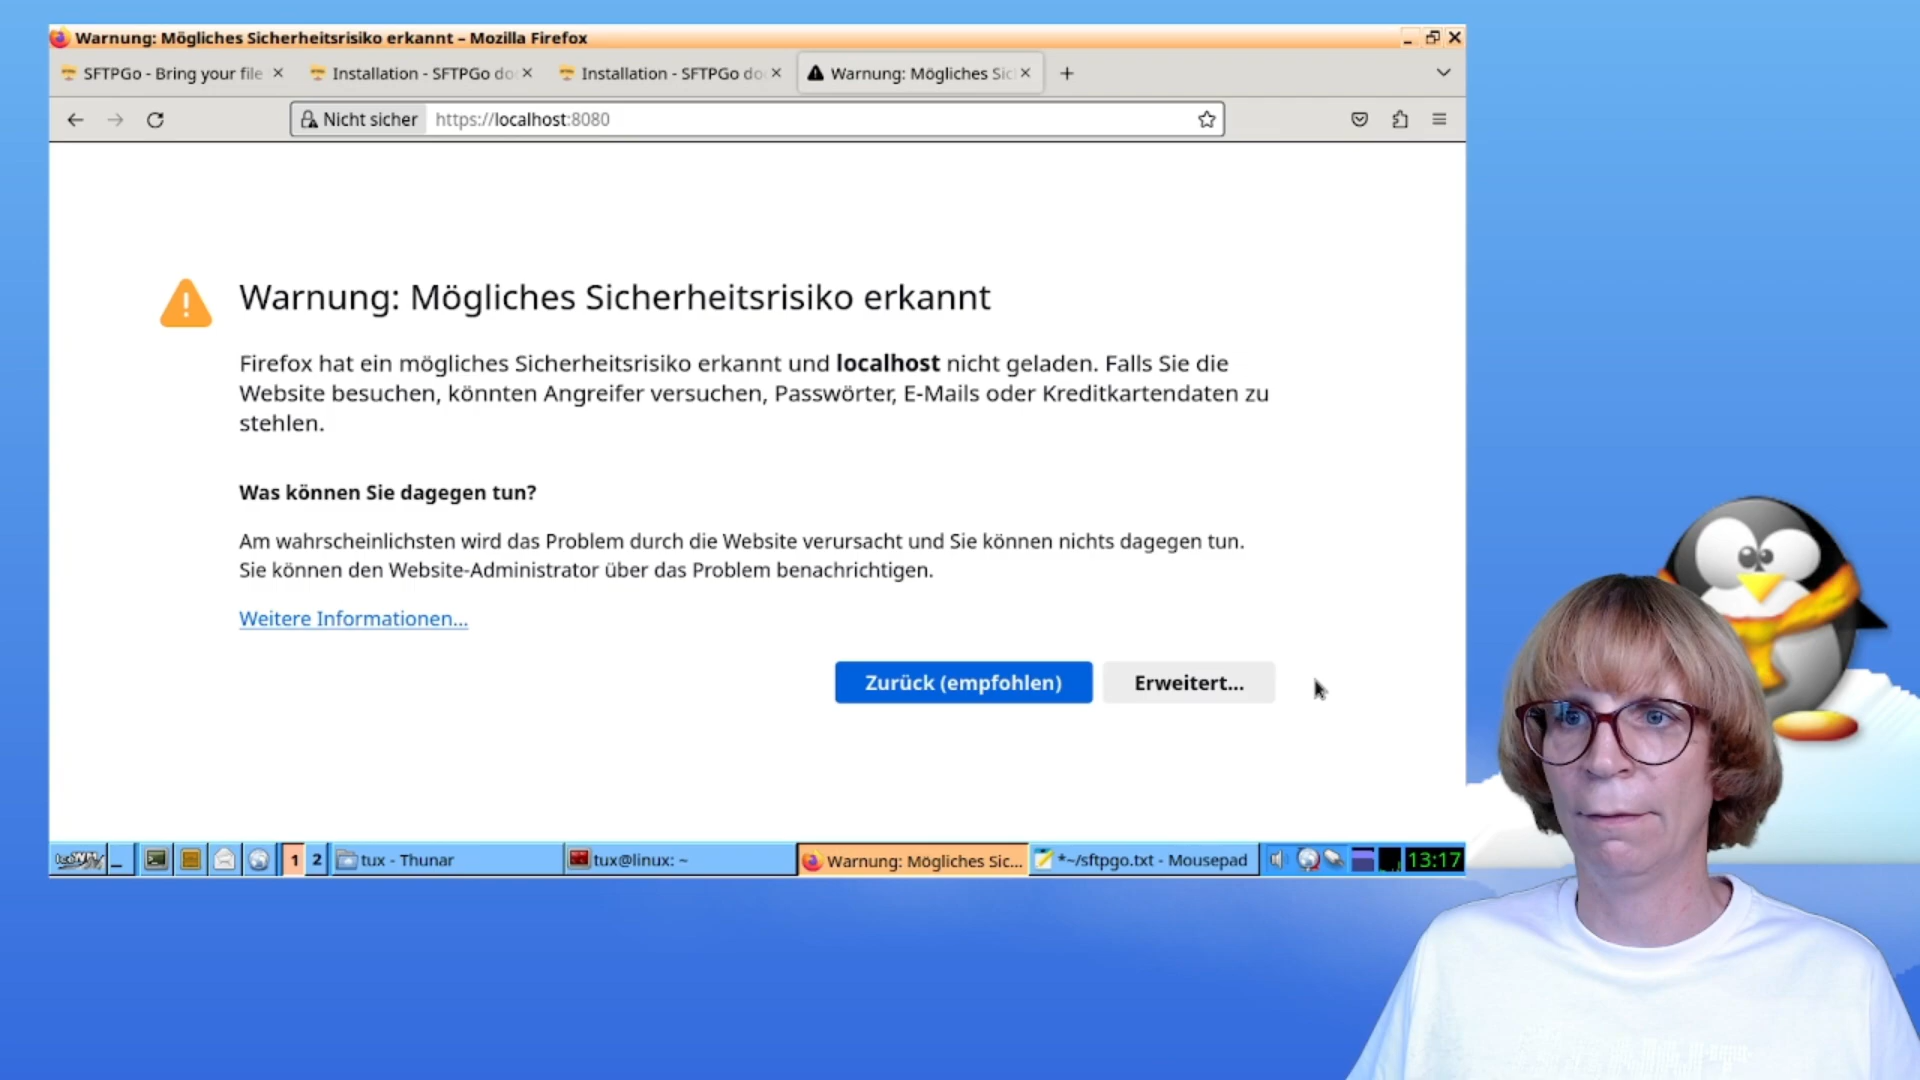 Warnung: Mögliches Sicherheitsrisiko erkannt – Mozilla Firefox
SFTPGo - Bring your file
Installation - SFTPGo do
Installation - SFTPGo do
Warnung: Mögliches Sic
Nicht sicher
https://localhost:8080
Warnung: Mögliches Sicherheitsrisiko erkannt
Firefox hat ein mögliches Sicherheitsrisiko erkannt und localhost nicht geladen. Falls Sie die
Website besuchen, könnten Angreifer versuchen, Passwörter, E-Mails oder Kreditkartendaten zu
stehlen.
Was können Sie dagegen tun?
Am wahrscheinlichsten wird das Problem durch die Website verursacht und Sie können nichts dagegen tun.
Sie können den Website-Administrator über das Problem benachrichtigen.
Weitere Informationen...
Zurück (empfohlen)
Erweitert...
1
2
tux - Thunar
tux@linux: ~
Warnung: Mögliches Sic...
*~/sftpgo.txt - Mousepad
13:17